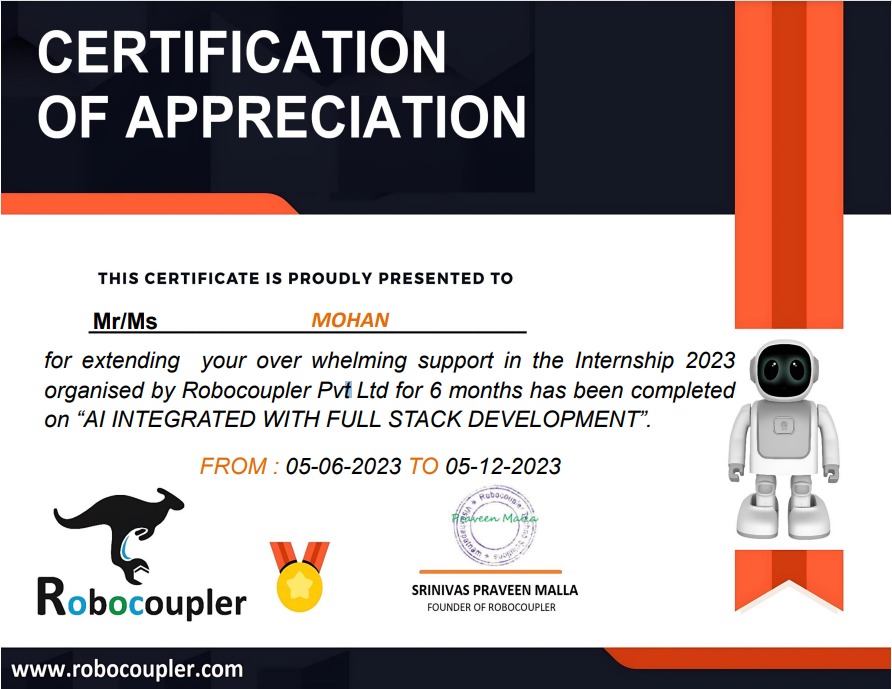 CERTIFICATION
OF APPRECIATION
THIS CERTIFICATE IS PROUDLY PRESENTED TO
Mr/Ms MOHAN
for extending your over whelming support in the Internship 2023
organised by Robocoupler Pvt Ltd for 6 months has been completed
on “AI INTEGRATED WITH FULL STACK DEVELOPMENT”.
FROM : 05-06-2023 TO 05-12-2023
Robocoupler
Praveen Malla
SRINIVAS PRAVEEN MALLA
FOUNDER OF ROBOCOUPLER
Robocoupler
www.robocoupler.com